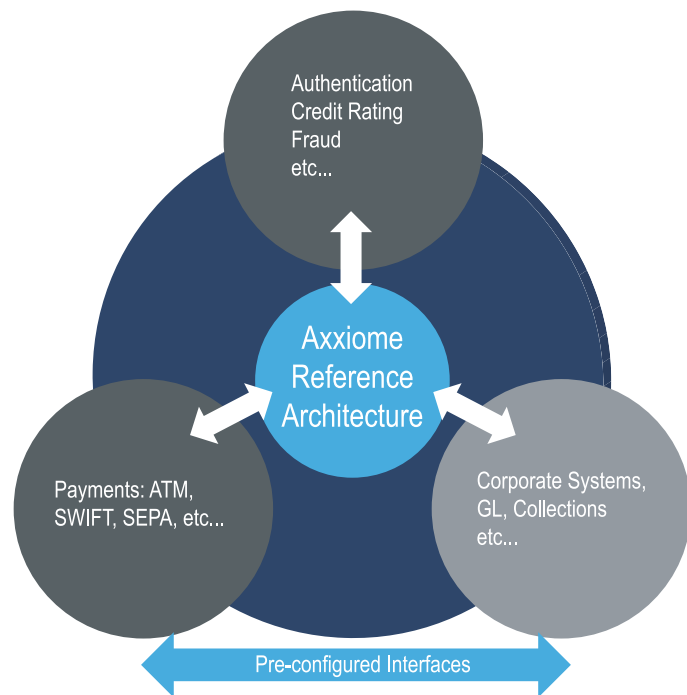 Authentication
Credit Rating
Fraud
etc...
Axxiome
Reference
Architecture
Payments: ATM,
SWIFT, SEPA, etc...
Corporate Systems,
GL, Collections
etc...
Pre-configured Interfaces